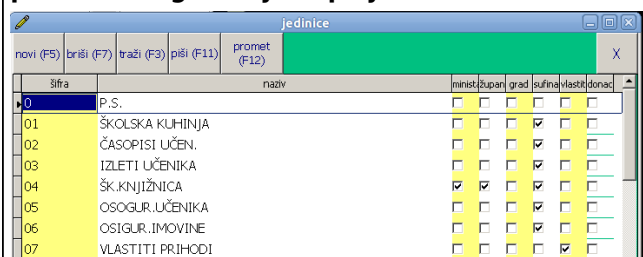 jedinice
novi (F5) briši (F7) traži (F3) piši (F11) promet (F12) X
šifra naziv minista župan grad sufina vlastit donac
0 P.S.
01 ŠKOLSKA KUHINJA
02 ČASOPISI UČEN.
03 IZLETI UČENIKA
04 ŠK.KNJIŽNICA
05 OSOGUR.UČENIKA
06 OSIGUR.IMOVINE
07 VLASTITI PRIHODI